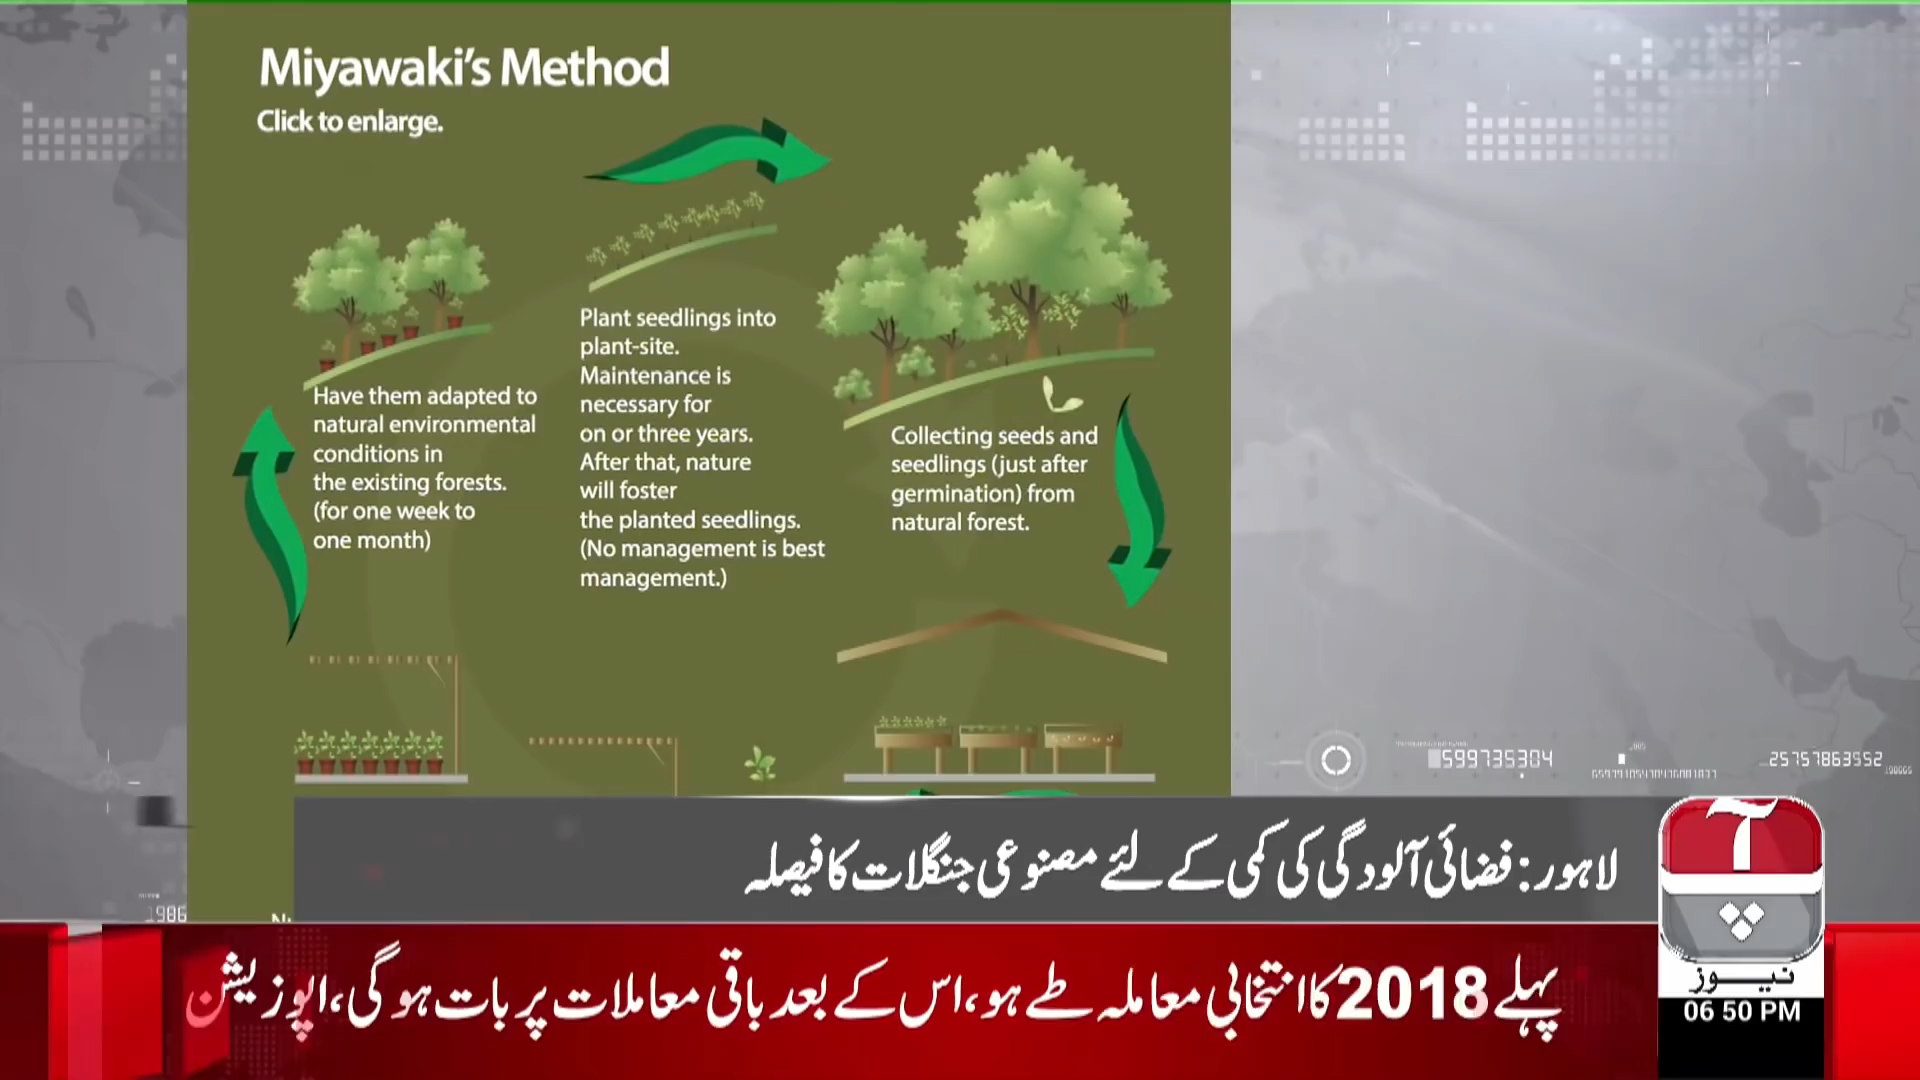 Miyawaki's Method
Click to enlarge.
Have them adapted to
natural environmental
conditions in
the existing forests.
(for one week to
one month)
Plant seedlings into
plant-site.
Maintenance is
necessary for
on or three years.
After that, nature
will foster
the planted seedlings.
(No management is best
management.)
Collecting seeds and
seedlings (just after
germination) from
natural forest.
599735304
25757863552
1986
لاہور: فضائی آلودگی کی کمی کے لئے مصنوعی جنگلات کا فیصلہ
پہلے 2018 کا انتخابی معاملہ طے ہو، اس کے بعد باقی معاملات پر بات ہو گی، اپوزیشن
آپ
نیوز
06 50 PM